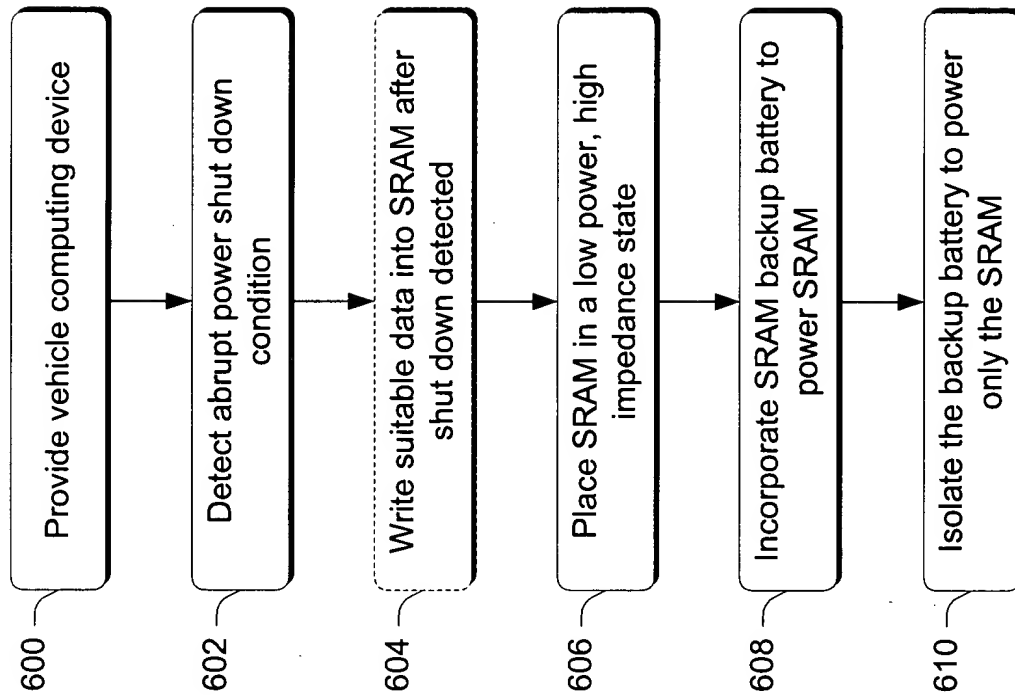 600
Provide vehicle computing device
602
Detect abrupt power shut down
condition
604
Write suitable data into SRAM after
shut down detected
606
Place SRAM in a low power, high
impedance state
608
Incorporate SRAM backup battery to
power SRAM
610
Isolate the backup battery to power
only the SRAM